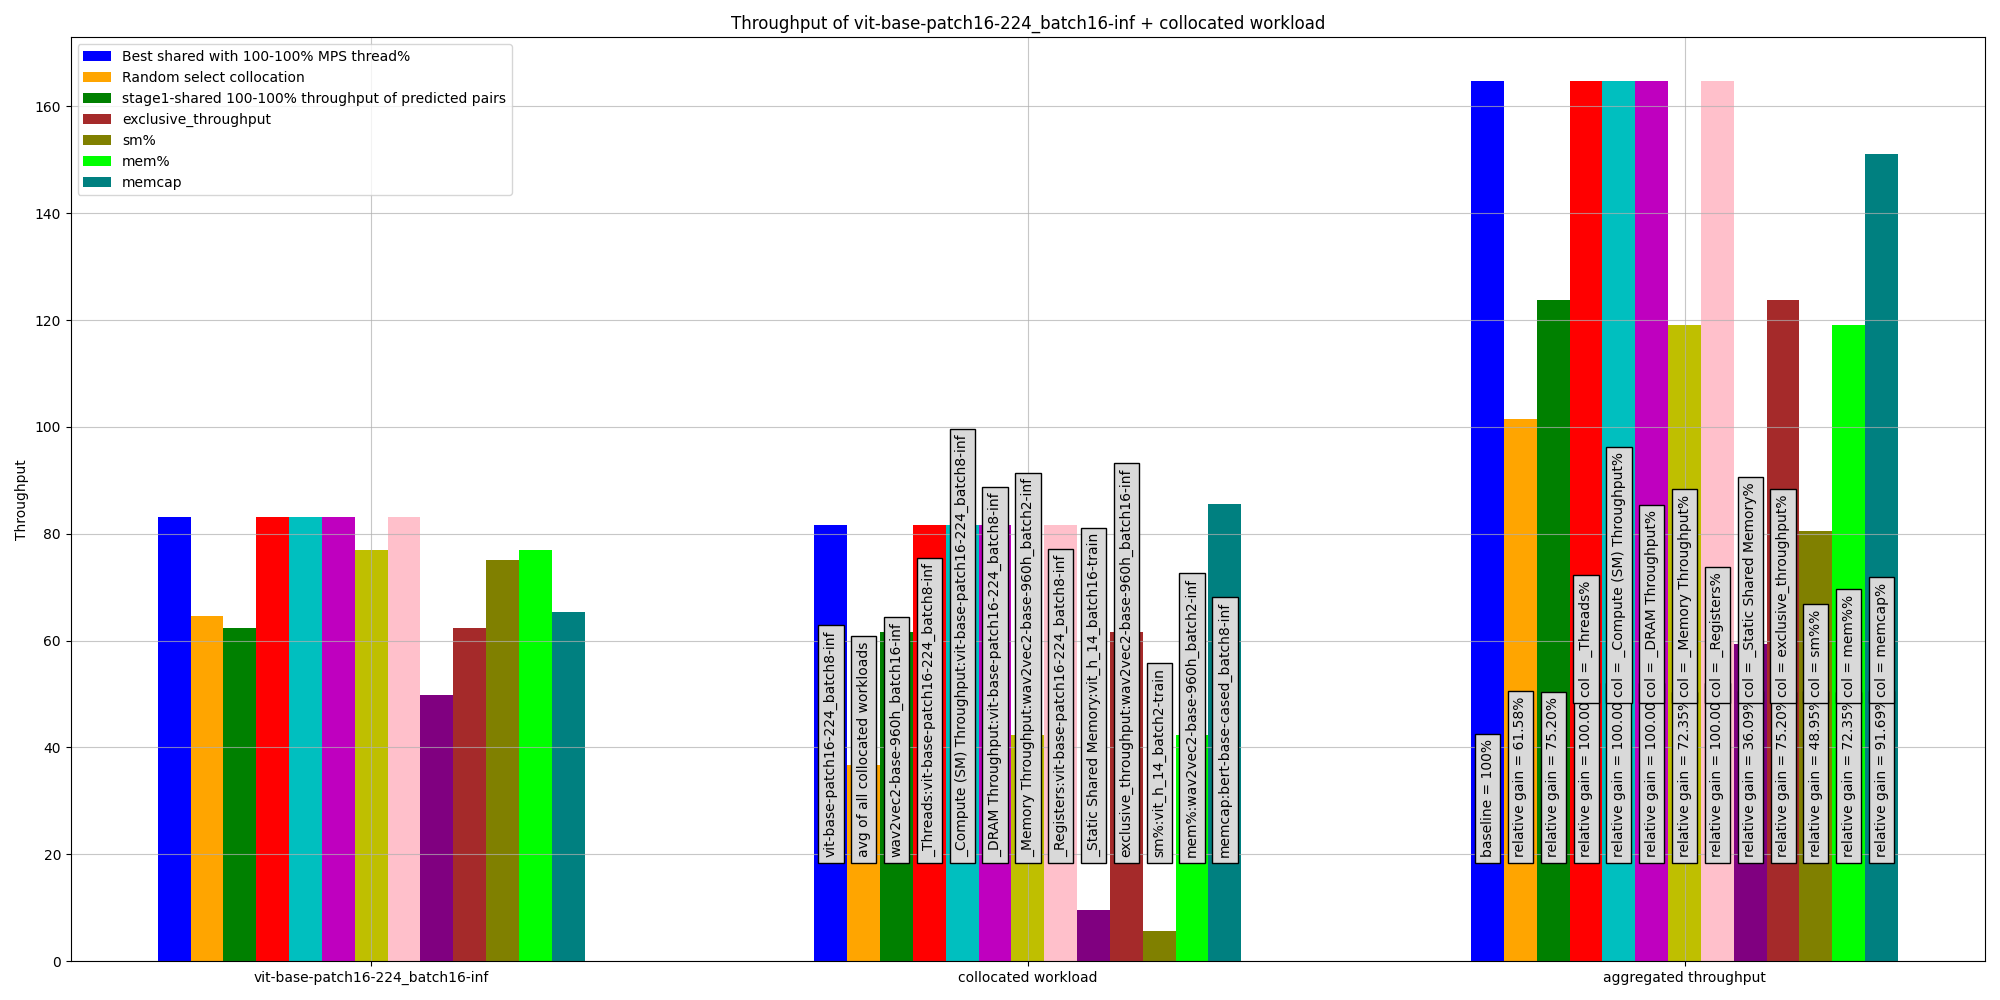 Throughput of vit-base-patch16-224_batch16-inf + collocated workload
Best shared with 100-100% MPS thread%
Random select collocation
stage1-shared 100-100% throughput of predicted pairs
exclusive_throughput
sm%
mem%
memcap
Throughput
160
140
120
100
80
60
40
20
0
vit-base-patch16-224_batch8-inf
avg of all collocated workloads
wav2vec2-base-960h_batch16-inf
_Threads:vit-base-patch16-224_batch8-inf
_Compute (SM) Throughput:vit-base-patch16-224_batch8-inf
_DRAM Throughput:vit-base-patch16-224_batch8-inf
_Memory Throughput:wav2vec2-base-960h_batch2-inf
_Registers:vit-base-patch16-224_batch8-inf
_Static Shared Memory:vit_h_14_batch16-train
exclusive_throughput:wav2vec2-base-960h_batch16-inf
sm%:vit_h_14_batch2-train
mem%:wav2vec2-base-960h_batch2-inf
memcap:bert-base-cased_batch8-inf
baseline = 100%
relative gain = 61.58%
relative gain = 75.20%
relative gain = 100.00
col = _Threads%
relative gain = 100.00
col = _Compute (SM) Throughput%
relative gain = 100.00
col = _DRAM Throughput%
relative gain = 72.35%
col = _Memory Throughput%
relative gain = 100.00
col = _Registers%
relative gain = 36.09%
col = _Static Shared Memory%
relative gain = 75.20%
col = exclusive_throughput%
relative gain = 48.95%
col = sm%%
relative gain = 72.35%
col = mem%%
relative gain = 91.69%
col = memcap%
vit-base-patch16-224_batch16-inf
collocated workload
aggregated throughput